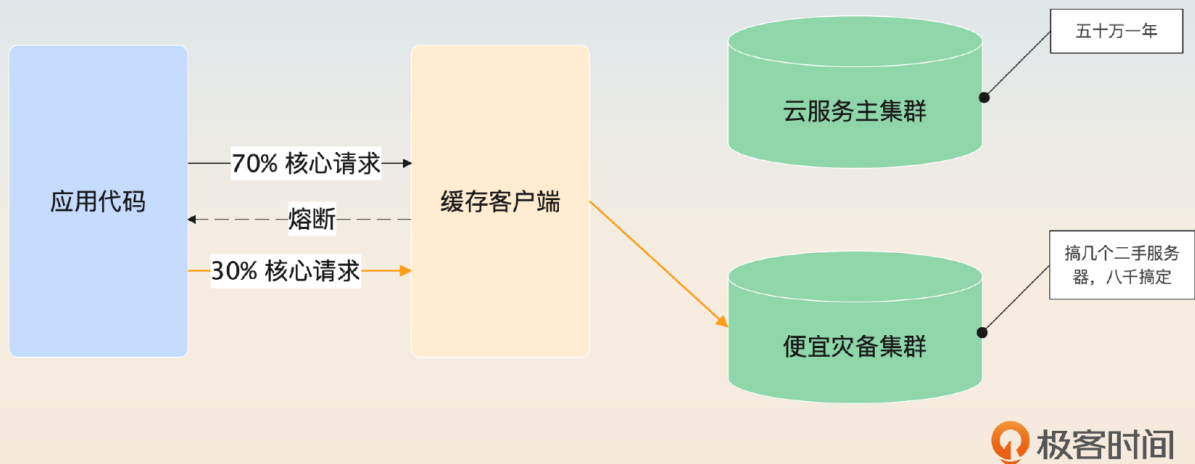 五十万一年
云服务主集群
70% 核心请求
应用代码
缓存客户端
熔断
30% 核心请求
搞几个二手服务
器，八千搞定
便宜灾备集群
极客时间